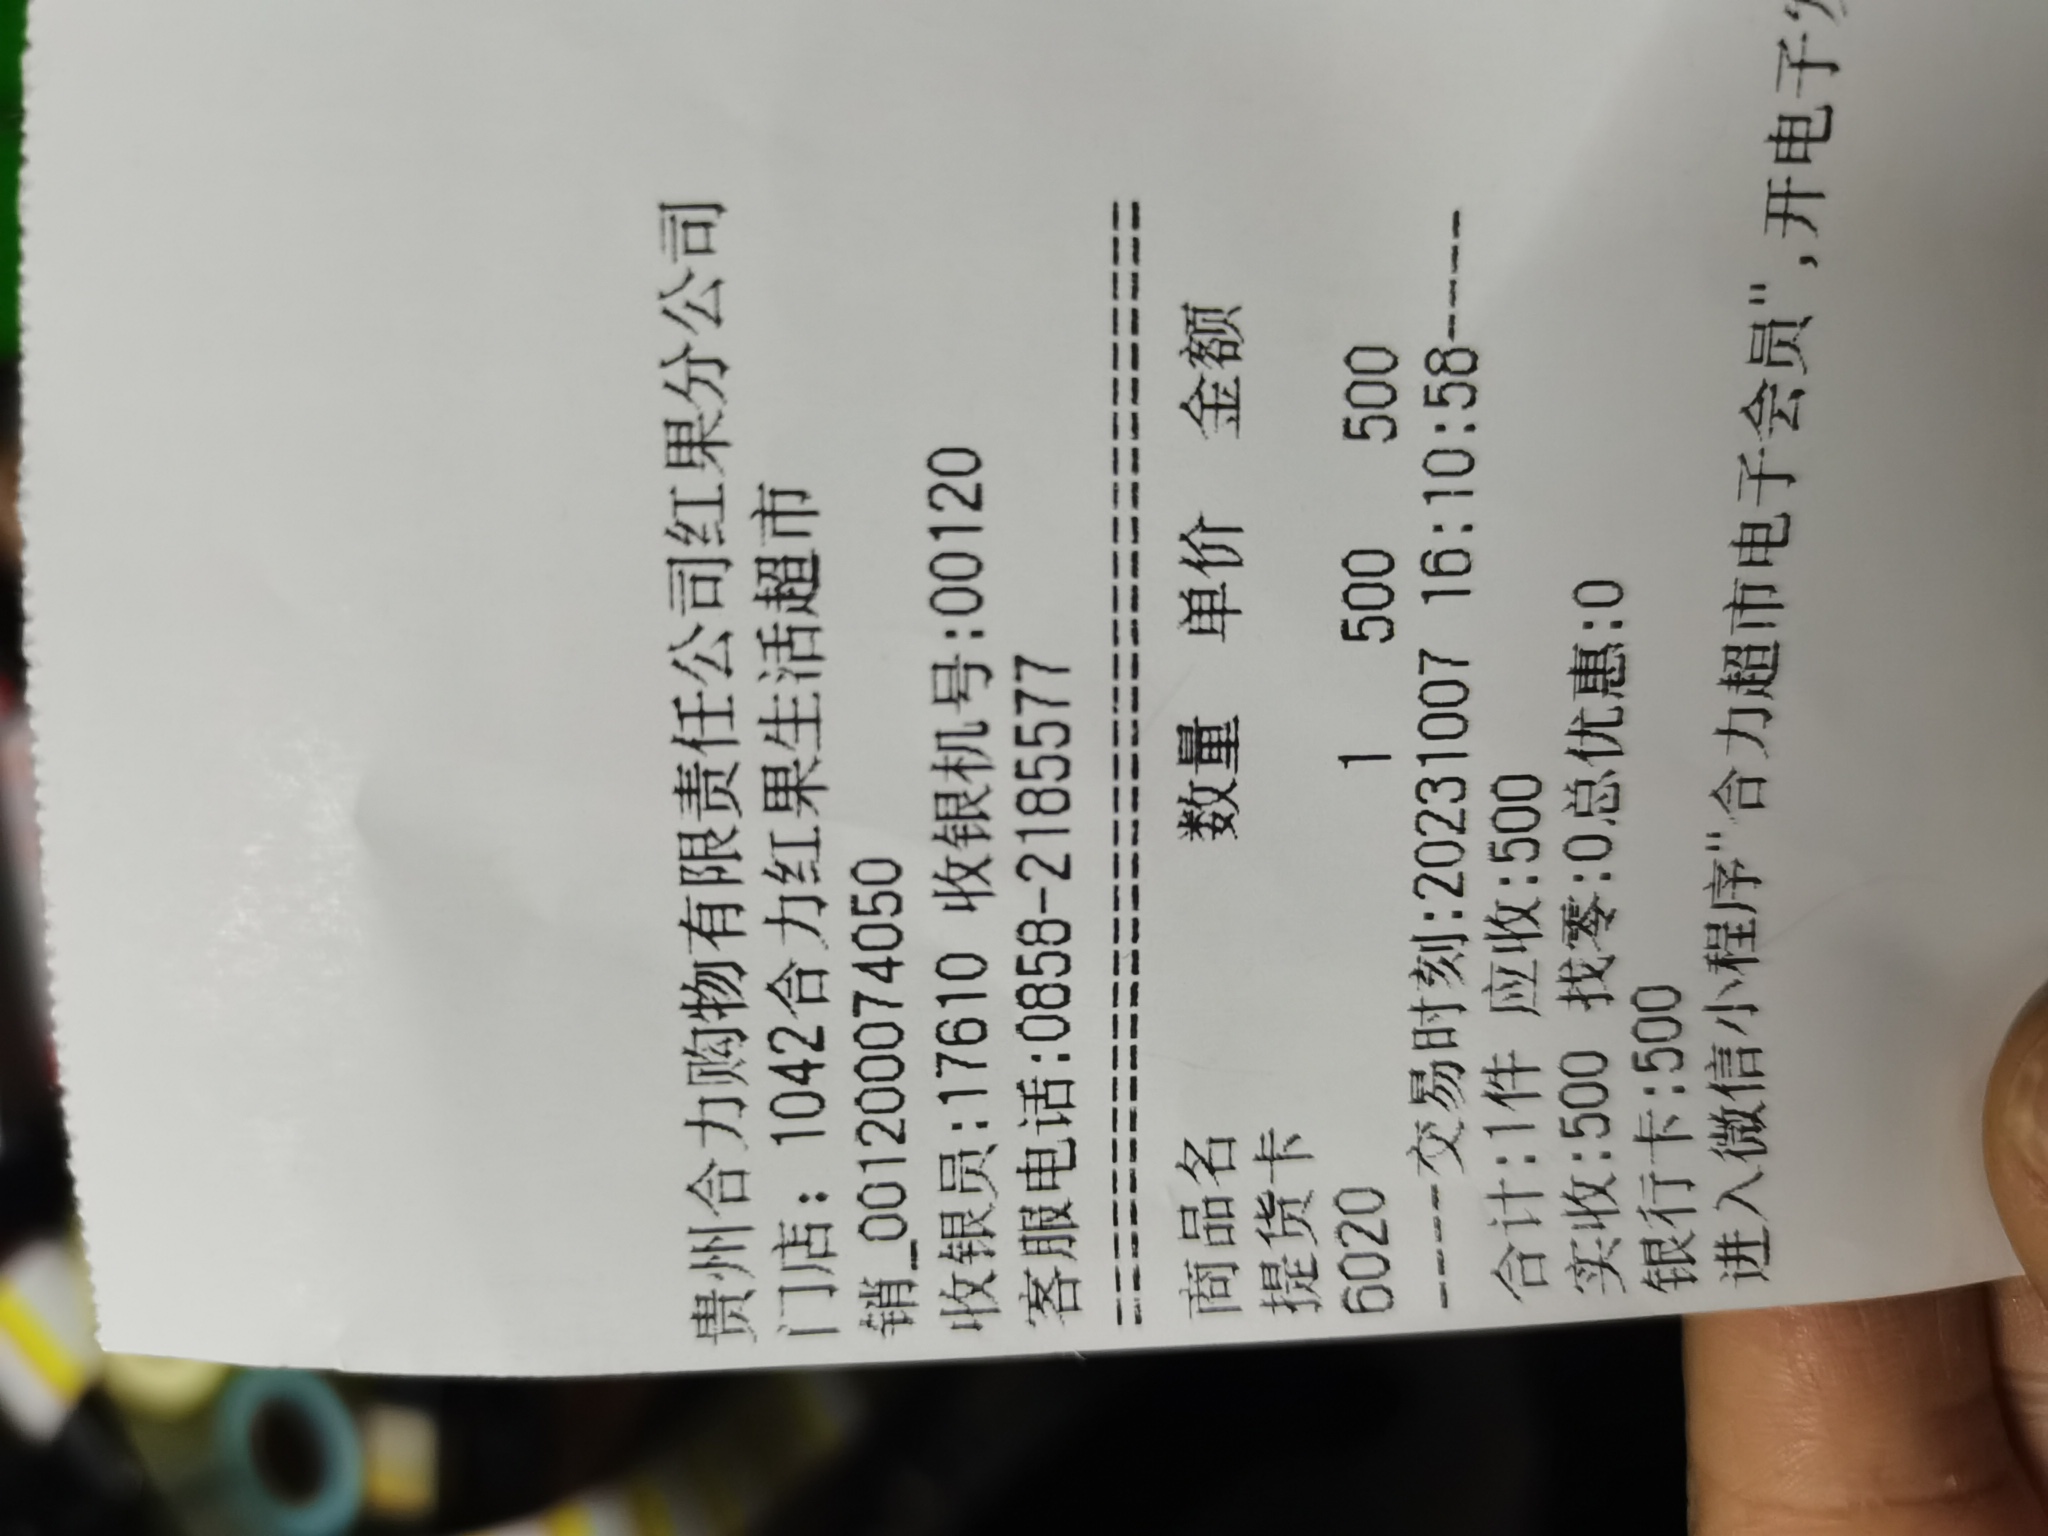 贵州合力购物有限责任公司红果分公司
门店: 1042合力红果生活超市
销_00120074050
收银员:17610 收银机号:00120
客服电话:0858-2185577
================================
商品名 数量 单价 金额
提货卡
6020 1 500 500
-----交易时刻:20231007 16:10:58-----
合计:1件 应收:500
实收:500 找零:0总优惠:0
银行卡:500
进入微信小程序"合力超市电子会员",开电子